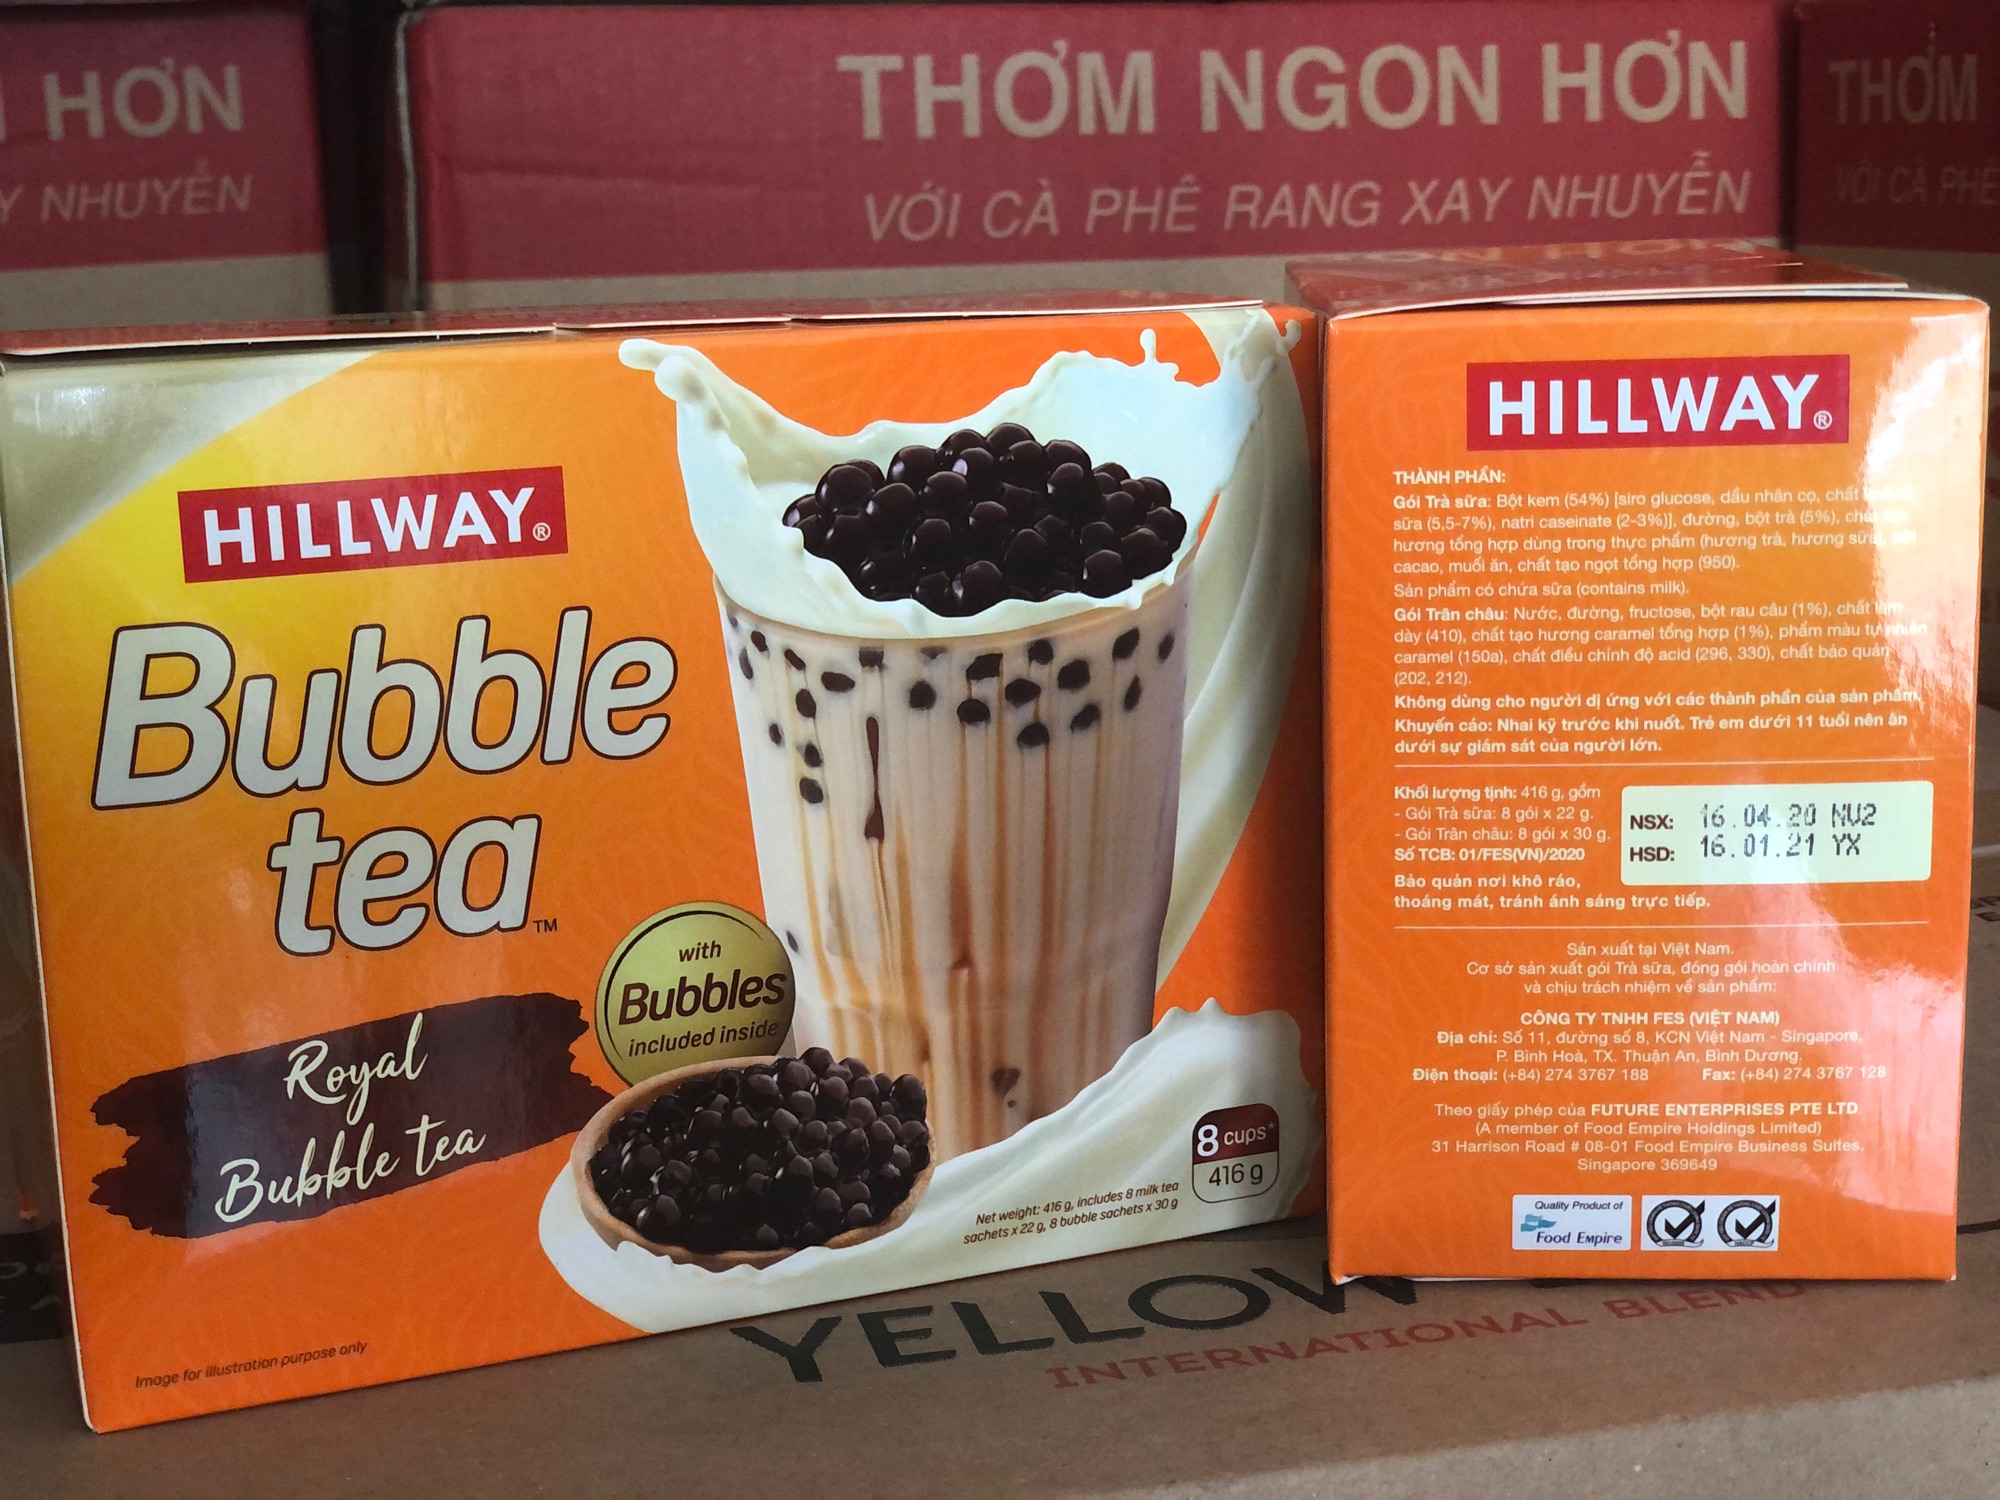 HƠN
Y NHUYỄN
THƠM NGON HƠN
VỚI CÀ PHÊ RANG XAY NHUYỄN
THƠM
VỚI CÀ PHÊ
HILLWAY®
Bubble
tea™
Royal
Bubble tea
with
Bubbles
included inside
8 cups*
416 g
Net weight: 416 g, includes 8 milk tea
sachets x 22 g, 8 bubble sachets x 30 g
Image for illustration purpose only
HILLWAY®
THÀNH PHẦN:
Gói Trà sữa: Bột kem (54%) [siro glucose, dầu nhân cọ, chất
sữa (5,5-7%), natri caseinate (2-3%)], đường, bột trà (5%), chất
hương tổng hợp dùng trong thực phẩm (hương trà, hương sữa),
cacao, muối ăn, chất tạo ngọt tổng hợp (950).
Sản phẩm có chứa sữa (contains milk).
Gói Trân châu: Nước, đường, fructose, bột rau câu (1%), chất làm
dày (410), chất tạo hương caramel tổng hợp (1%), phẩm màu tự nhiên
caramel (150a), chất điều chỉnh độ acid (296, 330), chất bảo quản
(202, 212).
Không dùng cho người dị ứng với các thành phần của sản phẩm.
Khuyến cáo: Nhai kỹ trước khi nuốt. Trẻ em dưới 11 tuổi nên ăn
dưới sự giám sát của người lớn.
Khối lượng tịnh: 416 g, gồm
- Gói Trà sữa: 8 gói x 22 g.
- Gói Trân châu: 8 gói x 30 g.
Số TCB: 01/FES(VN)/2020
NSX: 16.04.20 NV2
HSD: 16.01.21 YX
Bảo quản nơi khô ráo,
thoáng mát, tránh ánh sáng trực tiếp.
Sản xuất tại Việt Nam.
Cơ sở sản xuất gói Trà sữa, đóng gói hoàn chỉnh
và chịu trách nhiệm về sản phẩm:
CÔNG TY TNHH FES (VIỆT NAM)
Địa chỉ: Số 11, đường số 8, KCN Việt Nam - Singapore,
P. Bình Hoà, TX. Thuận An, Bình Dương.
Điện thoại: (+84) 274 3767 188 Fax: (+84) 274 3767 128
Theo giấy phép của FUTURE ENTERPRISES PTE LTD
(A member of Food Empire Holdings Limited)
31 Harrison Road # 08-01 Food Empire Business Suites,
Singapore 369649
Quality Product of
Food Empire
HACCP
YELLOW
INTERNATIONAL BLEND